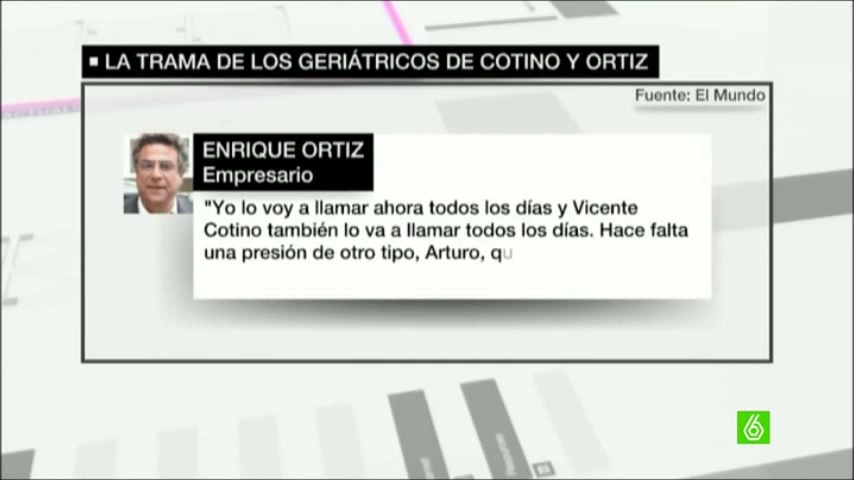 LA TRAMA DE LOS GERIÁTRICOS DE COTINO Y ORTIZ
Fuente: El Mundo
ENRIQUE ORTIZ
Empresario
"Yo lo voy a llamar ahora todos los días y Vicente
Cotino también lo va a llamar todos los días. Hace falta
una presión de otro tipo, Arturo, qu